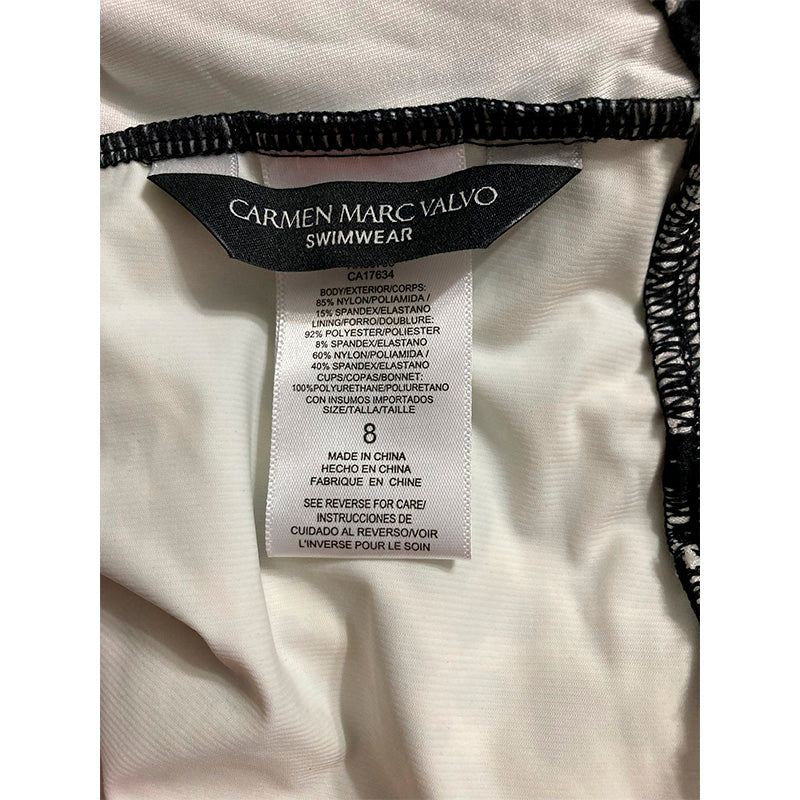 CARMEN MARC VALVO
SWIMWEAR
CA17634
BODY/EXTERIOR/CORPS:
85% NYLON/POLIAMIDA /
15% SPANDEX/ELASTANO
LINING/FORRO/DOUBLURE:
92% POLYESTER/POLIESTER
8% SPANDEX/ELASTANO
60% NYLON/POLIAMIDA /
40% SPANDEX/ELASTANO
CUPS/COPAS/BONNET:
100%POLYURETHANE/POLIURETANO
CON INSUMOS IMPORTADOS
SIZE/TALLA/TAILLE
8
MADE IN CHINA
HECHO EN CHINA
FABRIQUE EN CHINE
SEE REVERSE FOR CARE/
INSTRUCCIONES DE
CUIDADO AL REVERSO/VOIR
L'INVERSE POUR LE SOIN